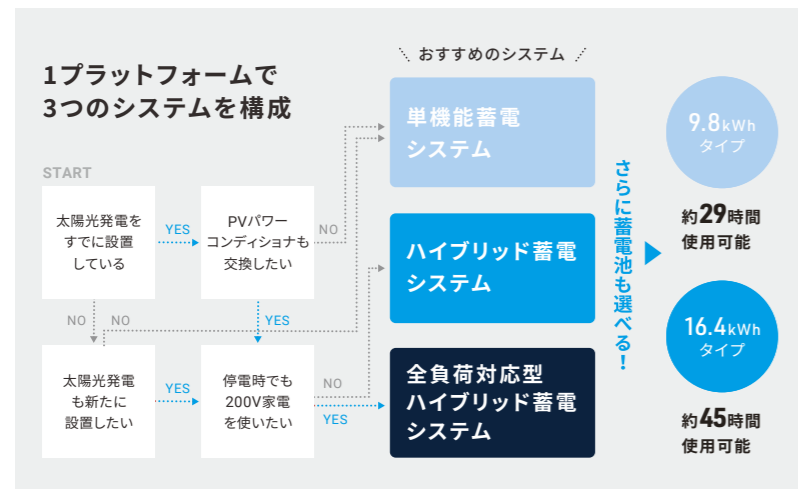 1プラットフォームで
3つのシステムを構成
START
太陽光発電を
すでに設置
している
YES
PVパワー
コンディショナも
交換したい
NO
NO
NO
YES
太陽光発電
も新たに
設置したい
YES
停電時でも
200V家電
を使いたい
NO
YES
おすすめのシステム
単機能蓄電
システム
ハイブリッド蓄電
システム
全負荷対応型
ハイブリッド蓄電
システム
さらに蓄電池も選べる!
9.8kWh
タイプ
約29時間
使用可能
16.4kWh
タイプ
約45時間
使用可能